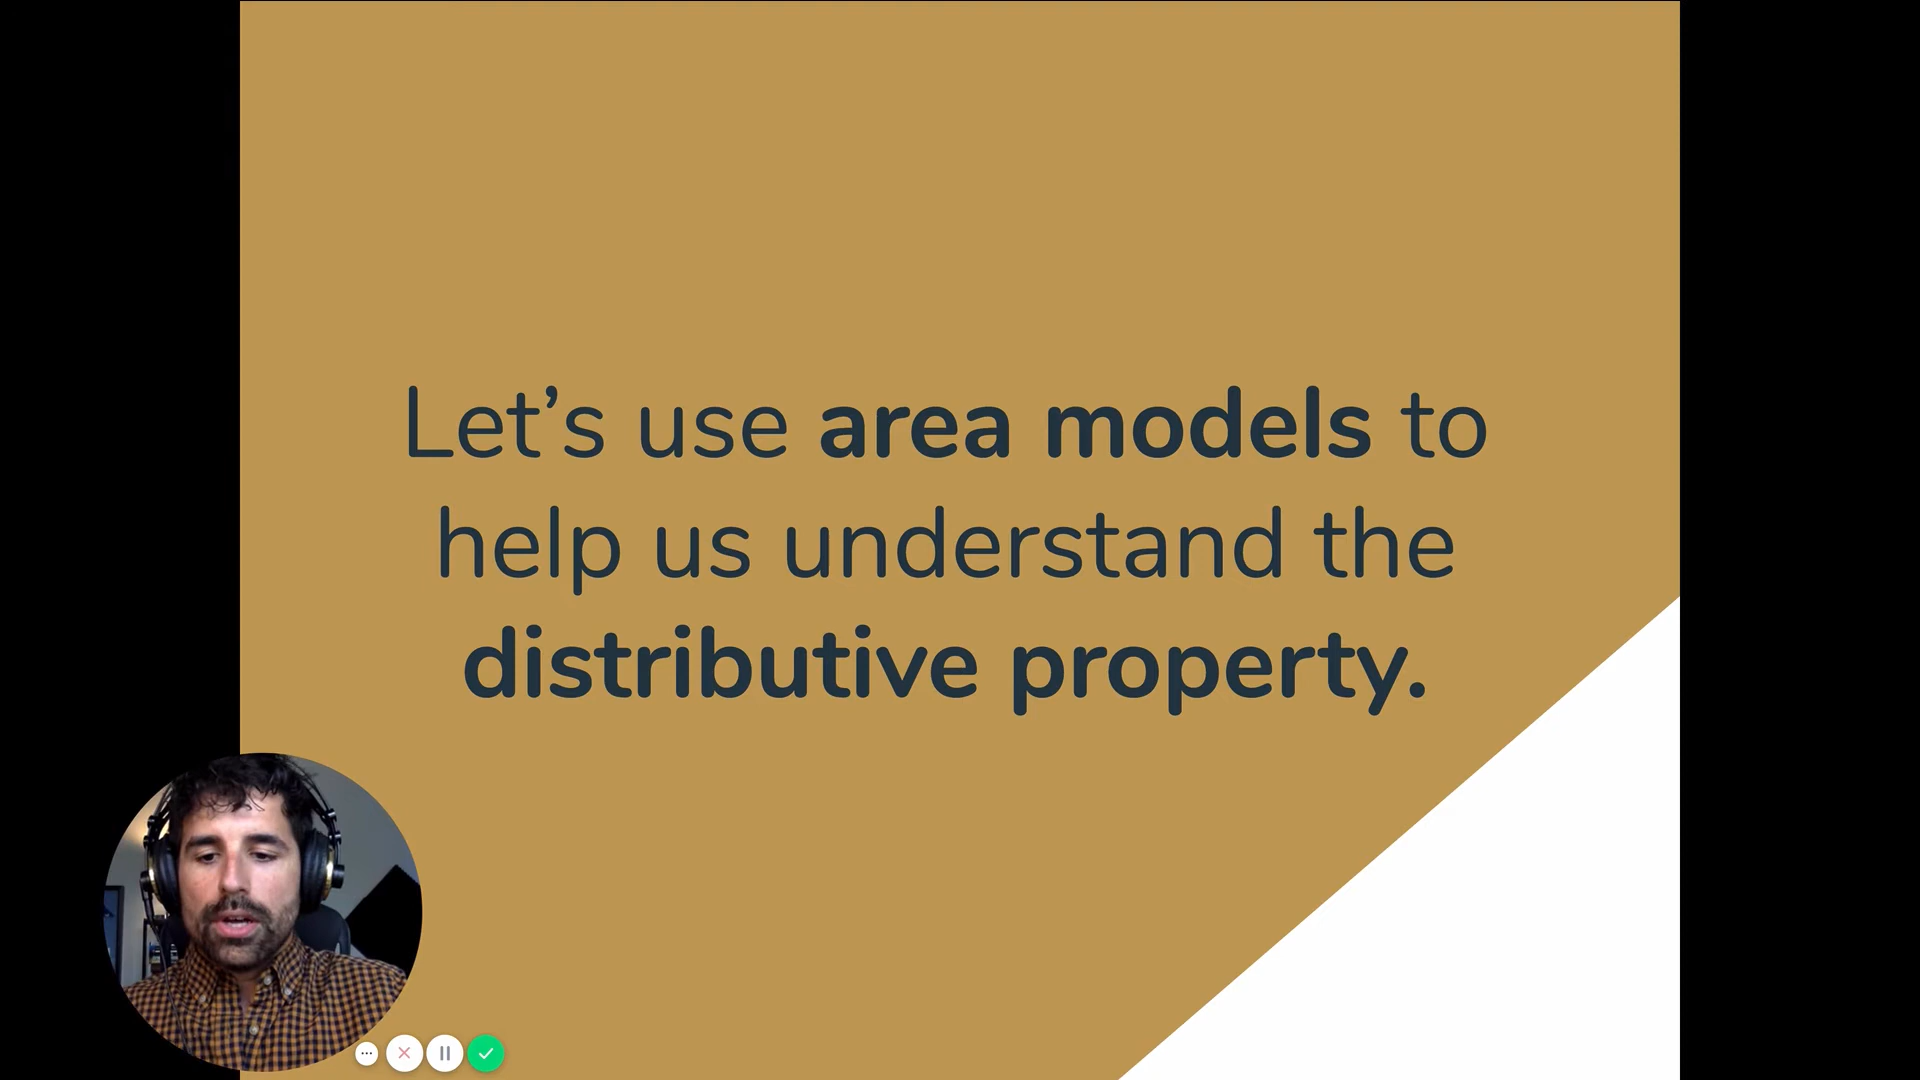 Let’s use area models to
help us understand the
distributive property.